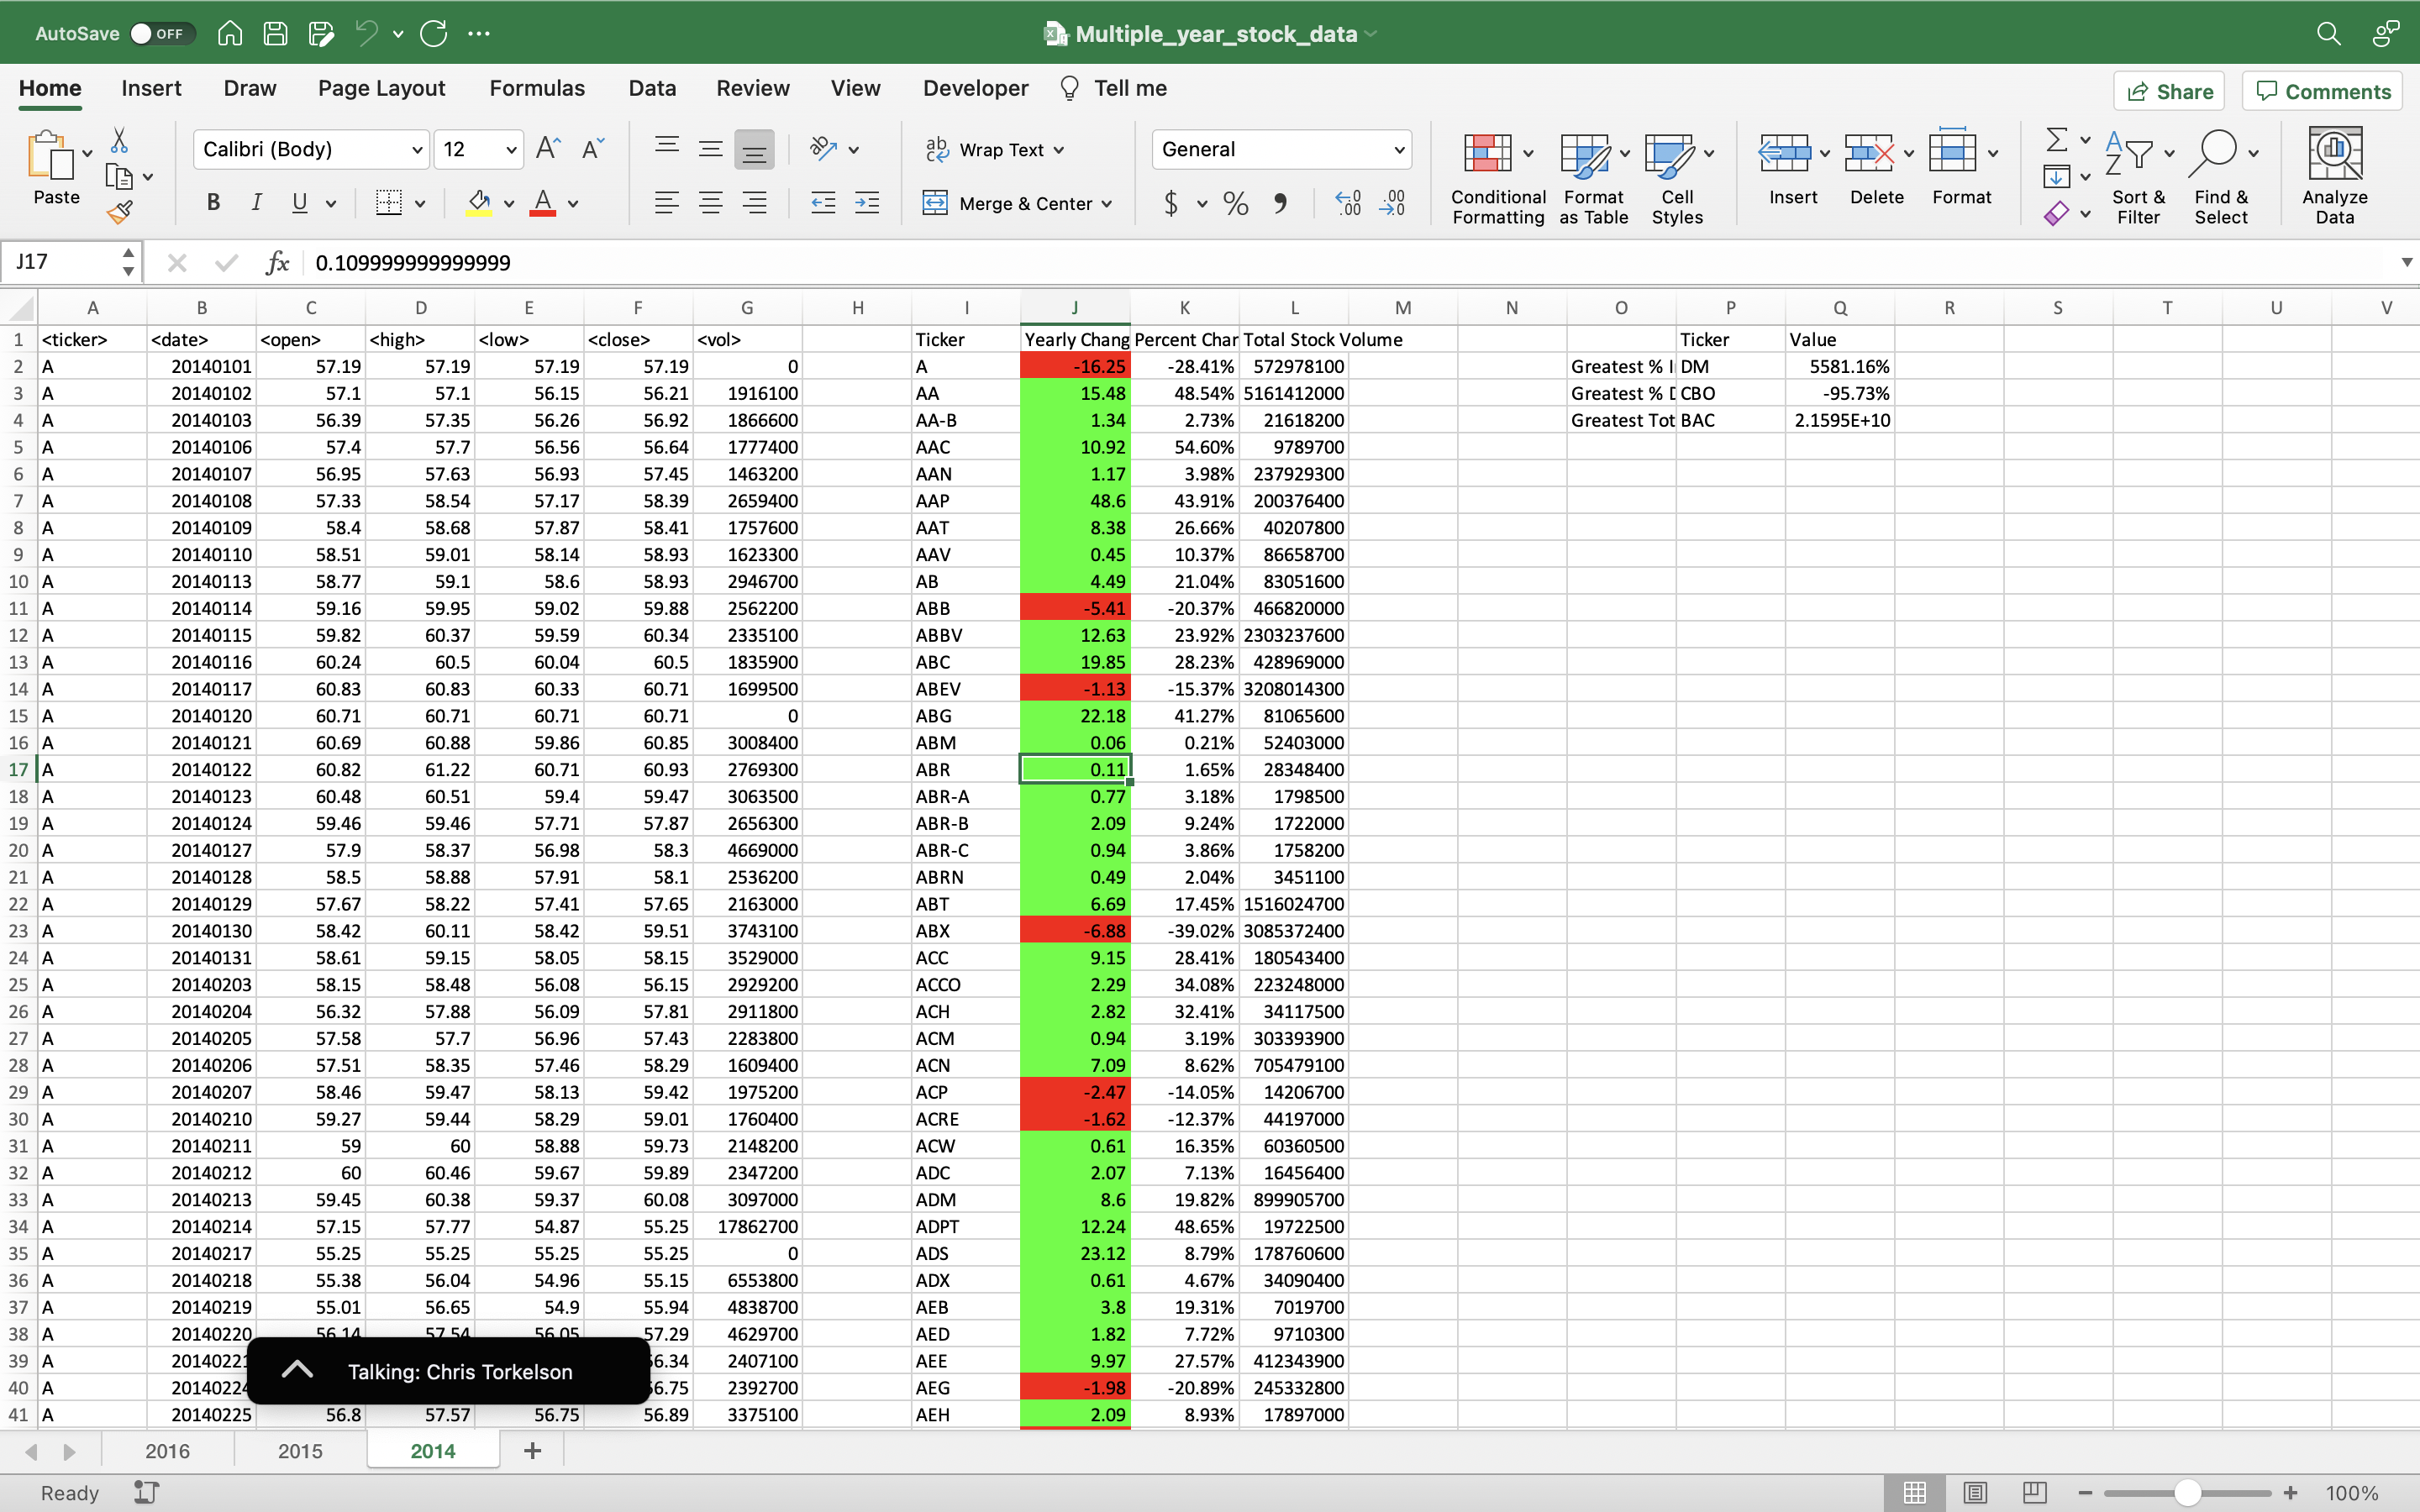 AutoSave OFF Multiple_year_stock_data
Home Insert Draw Page Layout Formulas Data Review View Developer Tell me Share Comments
Paste Calibri (Body) 12 Wrap Text General Conditional Formatting Format as Table Cell Styles Insert Delete Format Sort & Filter Find & Select Analyze Data
B I U Merge & Center $ %
J17 fx 0.109999999999999
A B C D E F G H I J K L M N O P Q R S T U V
1 <ticker> <date> <open> <high> <low> <close> <vol> Ticker Yearly Chang Percent Char Total Stock Volume Ticker Value
2 A 20140101 57.19 57.19 57.19 57.19 0 A -16.25 -28.41% 572978100 Greatest % I DM 5581.16%
3 A 20140102 57.1 57.1 56.15 56.21 1916100 AA 15.48 48.54% 5161412000 Greatest % D CBO -95.73%
4 A 20140103 56.39 57.35 56.26 56.92 1866600 AA-B 1.34 2.73% 21618200 Greatest Tot BAC 2.1595E+10
5 A 20140106 57.4 57.7 56.56 56.64 1777400 AAC 10.92 54.60% 9789700
6 A 20140107 56.95 57.63 56.93 57.45 1463200 AAN 1.17 3.98% 237929300
7 A 20140108 57.33 58.54 57.17 58.39 2659400 AAP 48.6 43.91% 200376400
8 A 20140109 58.4 58.68 57.87 58.41 1757600 AAT 8.38 26.66% 40207800
9 A 20140110 58.51 59.01 58.14 58.93 1623300 AAV 0.45 10.37% 86658700
10 A 20140113 58.77 59.1 58.6 58.93 2946700 AB 4.49 21.04% 83051600
11 A 20140114 59.16 59.95 59.02 59.88 2562200 ABB -5.41 -20.37% 466820000
12 A 20140115 59.82 60.37 59.59 60.34 2335100 ABBV 12.63 23.92% 2303237600
13 A 20140116 60.24 60.5 60.04 60.5 1835900 ABC 19.85 28.23% 428969000
14 A 20140117 60.83 60.83 60.33 60.71 1699500 ABEV -1.13 -15.37% 3208014300
15 A 20140120 60.71 60.71 60.71 60.71 0 ABG 22.18 41.27% 81065600
16 A 20140121 60.69 60.88 59.86 60.85 3008400 ABM 0.06 0.21% 52403000
17 A 20140122 60.82 61.22 60.71 60.93 2769300 ABR 0.11 1.65% 28348400
18 A 20140123 60.48 60.51 59.4 59.47 3063500 ABR-A 0.77 3.18% 1798500
19 A 20140124 59.46 59.46 57.71 57.87 2656300 ABR-B 2.09 9.24% 1722000
20 A 20140127 57.9 58.37 56.98 58.3 4669000 ABR-C 0.94 3.86% 1758200
21 A 20140128 58.5 58.88 57.91 58.1 2536200 ABRN 0.49 2.04% 3451100
22 A 20140129 57.67 58.22 57.41 57.65 2163000 ABT 6.69 17.45% 1516024700
23 A 20140130 58.42 60.11 58.42 59.51 3743100 ABX -6.88 -39.02% 3085372400
24 A 20140131 58.61 59.15 58.05 58.15 3529000 ACC 9.15 28.41% 180543400
25 A 20140203 58.15 58.48 56.08 56.15 2929200 ACCO 2.29 34.08% 223248000
26 A 20140204 56.32 57.88 56.09 57.81 2911800 ACH 2.82 32.41% 34117500
27 A 20140205 57.58 57.7 56.96 57.43 2283800 ACM 0.94 3.19% 303393900
28 A 20140206 57.51 58.35 57.46 58.29 1609400 ACN 7.09 8.62% 705479100
29 A 20140207 58.46 59.47 58.13 59.42 1975200 ACP -2.47 -14.05% 14206700
30 A 20140210 59.27 59.44 58.29 59.01 1760400 ACRE -1.62 -12.37% 44197000
31 A 20140211 59 60 58.88 59.73 2148200 ACW 0.61 16.35% 60360500
32 A 20140212 60 60.46 59.67 59.89 2347200 ADC 2.07 7.13% 16456400
33 A 20140213 59.45 60.38 59.37 60.08 3097000 ADM 8.6 19.82% 899905700
34 A 20140214 57.15 57.77 54.87 55.25 17862700 ADPT 12.24 48.65% 19722500
35 A 20140217 55.25 55.25 55.25 55.25 0 ADS 23.12 8.79% 178760600
36 A 20140218 55.38 56.04 54.96 55.15 6553800 ADX 0.61 4.67% 34090400
37 A 20140219 55.01 56.65 54.9 55.94 4838700 AEB 3.8 19.31% 7019700
38 A 20140220 56.14 57.54 56.05 57.29 4629700 AED 1.82 7.72% 9710300
39 A 20140221 6.34 2407100 AEE 9.97 27.57% 412343900
40 A 20140224 6.75 2392700 AEG -1.98 -20.89% 245332800
Talking: Chris Torkelson
41 A 20140225 56.8 57.57 56.75 56.89 3375100 AEH 2.09 8.93% 17897000
2016 2015 2014 +
Ready 100%